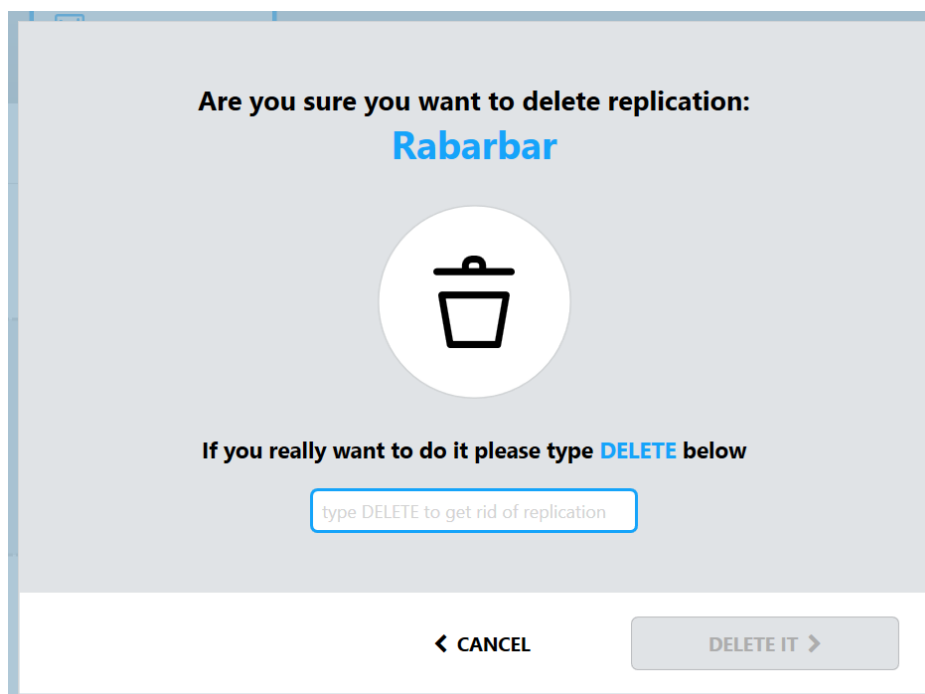 Are you sure you want to delete replication:
Rabarbar
If you really want to do it please type DELETE below
type DELETE to get rid of replication
CANCEL
DELETE IT